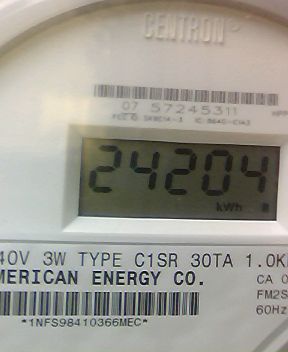 CENTRON®
07 57245311
24204
kWh
40V 3W TYPE C1SR 30TA 1.0K
MERICAN ENERGY CO.
CA 0
FM2S
60Hz
*1NFS98410366MEC*